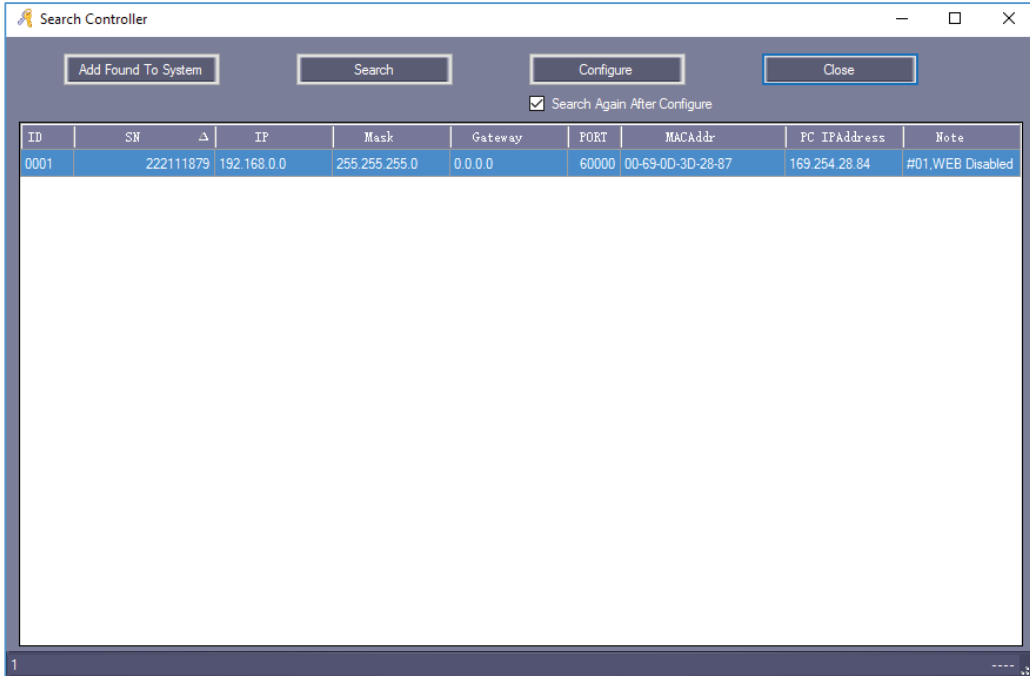 Search Controller
Add Found To System Search Configure Close
Search Again After Configure
ID SN IP Mask Gateway PORT MACAddr PC IPAddress Note
0001 222111879 192.168.0.0 255.255.255.0 0.0.0.0 60000 00-69-0D-3D-28-87 169.254.28.84 #01,WEB Disabled
1 ----